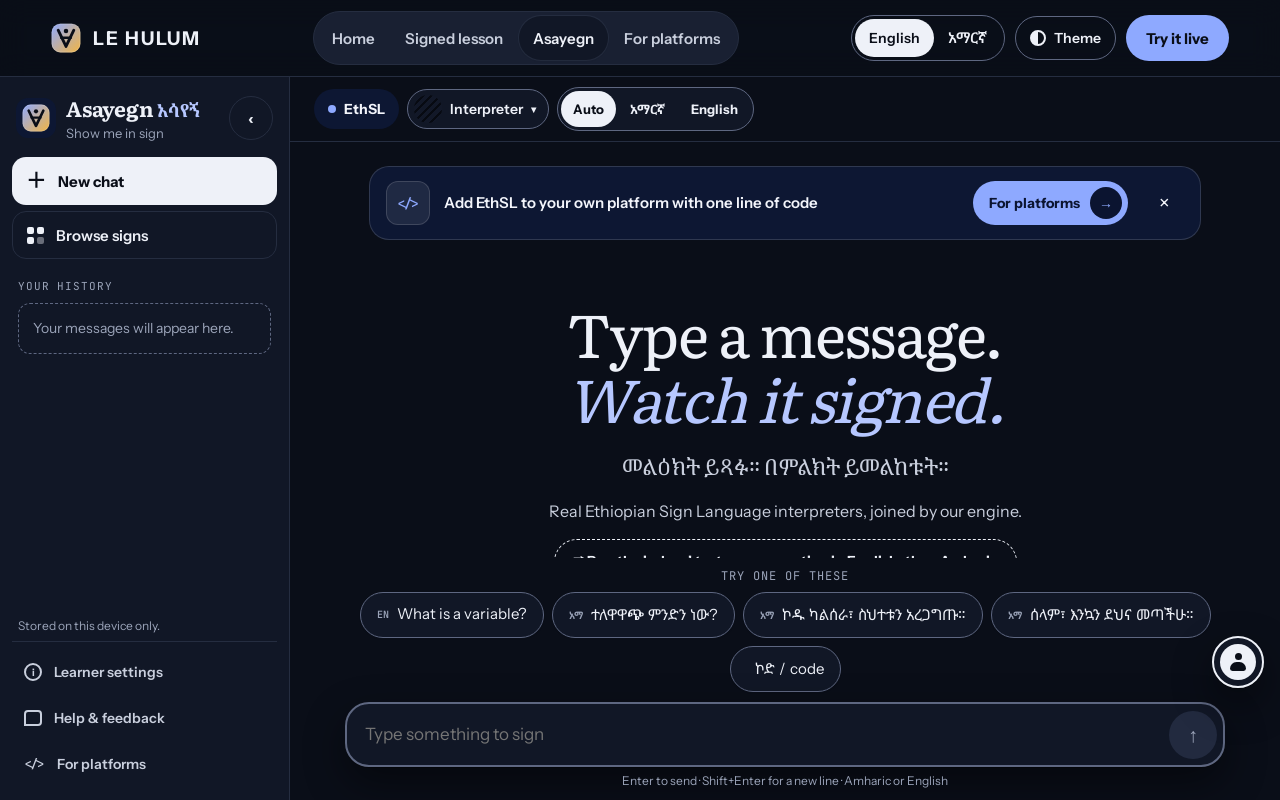 LE HULUM
Home
Signed lesson
Asayegn
For platforms
English
አማርኛ
Theme
Try it live
Asayegn አሳየኝ
Show me in sign
New chat
Browse signs
YOUR HISTORY
Your messages will appear here.
Stored on this device only.
Learner settings
Help & feedback
For platforms
EthSL
Interpreter
Auto
አማርኛ
English
Add EthSL to your own platform with one line of code
For platforms →
Type a message.
Watch it signed.
መልዕክት ይጻፉ። በምልክት ይመልከቱት።
Real Ethiopian Sign Language interpreters, joined by our engine.
TRY ONE OF THESE
EN What is a variable?
አማ ተለዋዋጭ ምንድን ነው?
አማ ኮዱ ካልሰራ፣ ስህተቱን አረጋግጡ።
አማ ሰላም፣ እንኳን ደህና መጣችሁ።
ኮድ / code
Type something to sign
Enter to send · Shift+Enter for a new line · Amharic or English